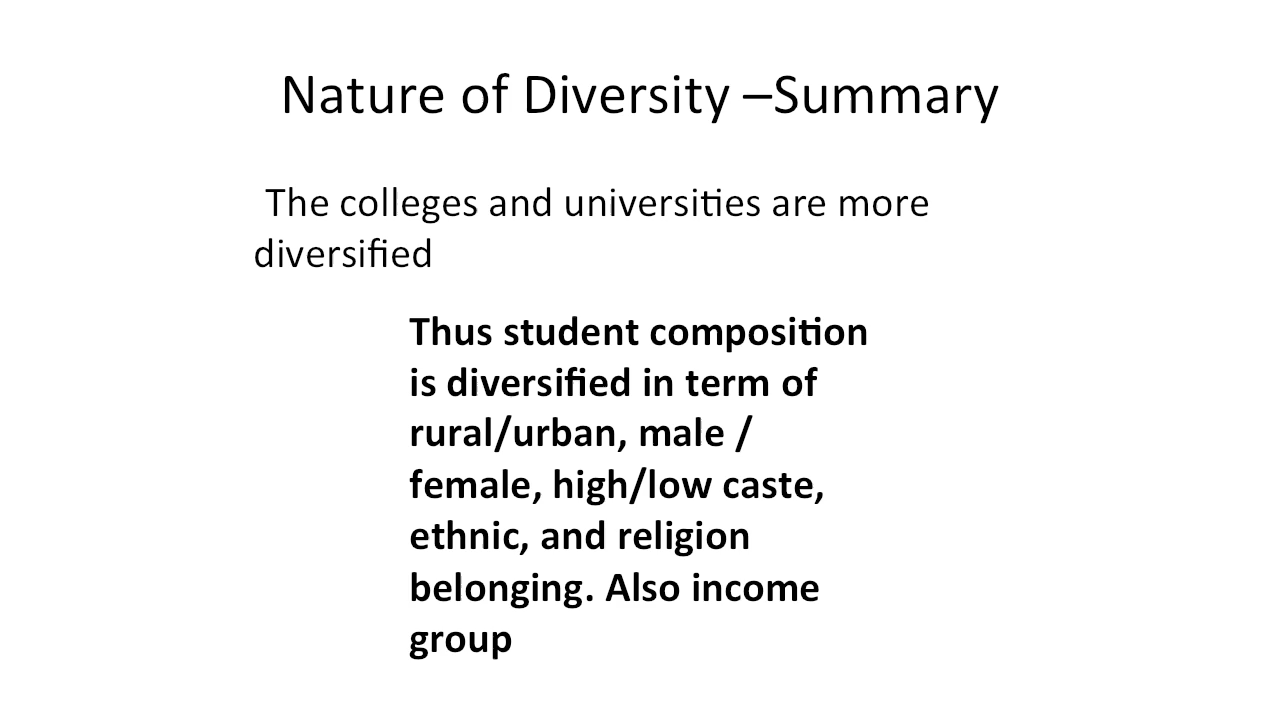 Nature of Diversity –Summary
The colleges and universities are more
diversified
Thus student composition
is diversified in term of
rural/urban, male /
female, high/low caste,
ethnic, and religion
belonging. Also income
group